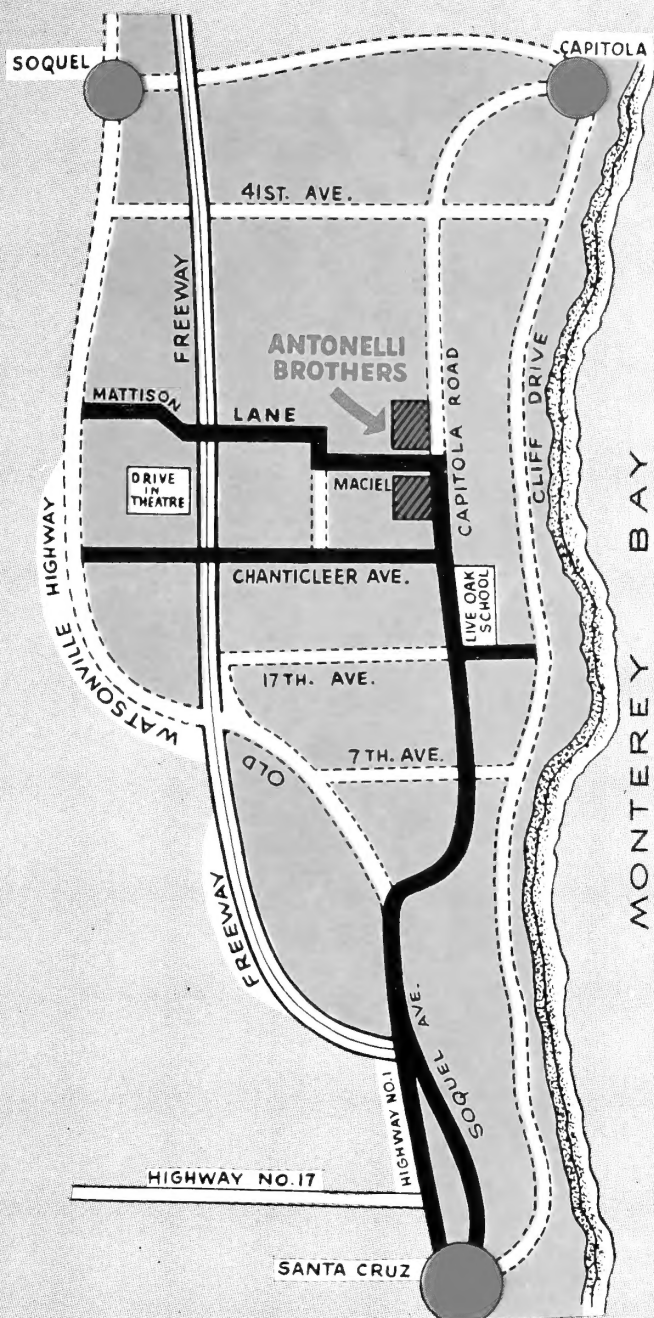 SOQUEL
CAPITOLA
41ST. AVE.
FREEWAY
ANTONELLI
BROTHERS
CAPITOLA ROAD
CLIFF DRIVE
MATTISON
LANE
DRIVE
IN
THEATRE
MACIEL
MONTEREY BAY
CHANTICLEER AVE.
LIVE OAK
SCHOOL
OLD WATSONVILLE HIGHWAY
17TH. AVE.
7TH. AVE.
FREEWAY
SOQUEL AVE.
HIGHWAY NO.1
HIGHWAY NO.17
SANTA CRUZ